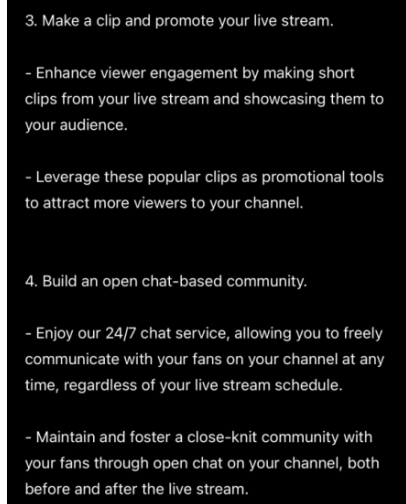 3. Make a clip and promote your live stream.
- Enhance viewer engagement by making short
clips from your live stream and showcasing them to
your audience.
- Leverage these popular clips as promotional tools
to attract more viewers to your channel.
4. Build an open chat-based community.
- Enjoy our 24/7 chat service, allowing you to freely
communicate with your fans on your channel at any
time, regardless of your live stream schedule.
- Maintain and foster a close-knit community with
your fans through open chat on your channel, both
before and after the live stream.